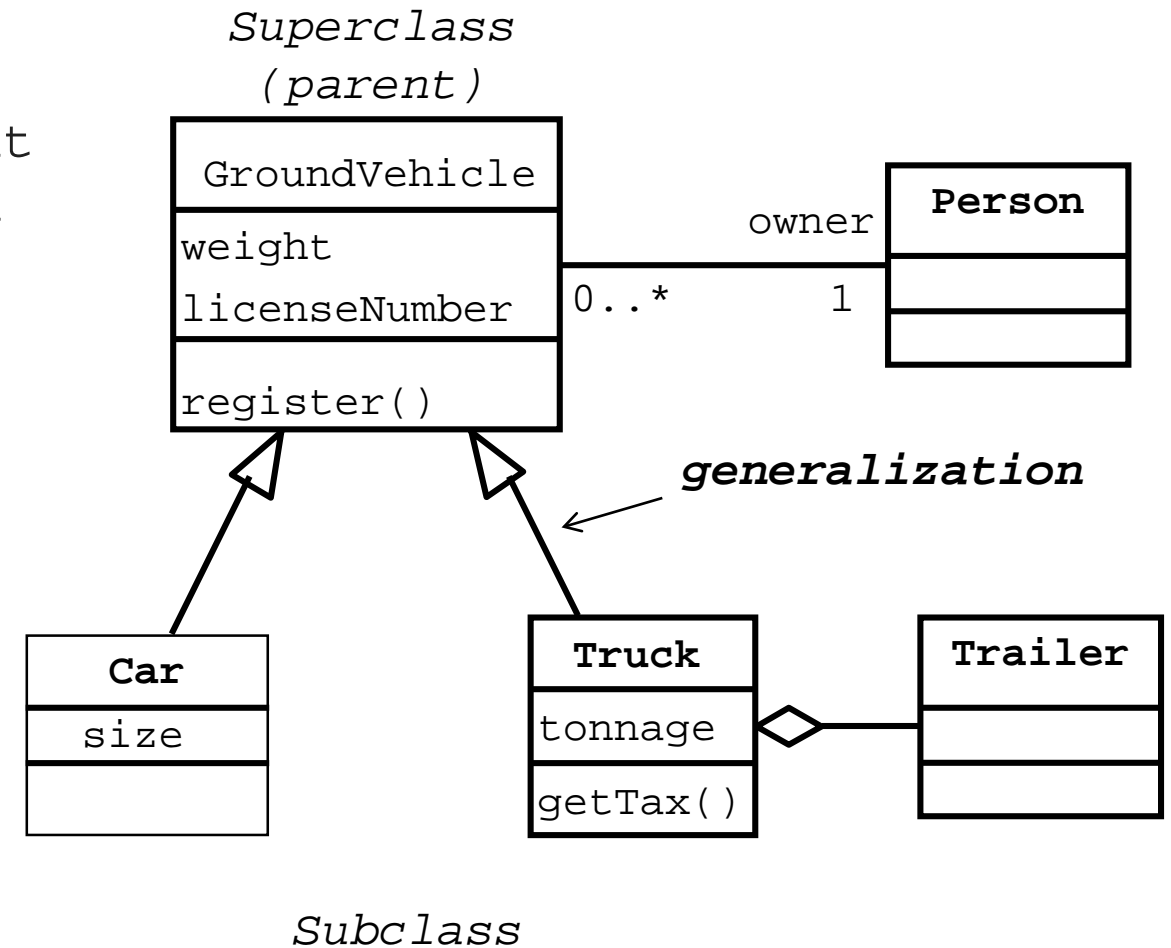 Superclass
(parent)
GroundVehicle
weight
licenseNumber
register()
owner
0..*
1
Person
generalization
Car
size
Truck
tonnage
getTax()
Trailer
Subclass